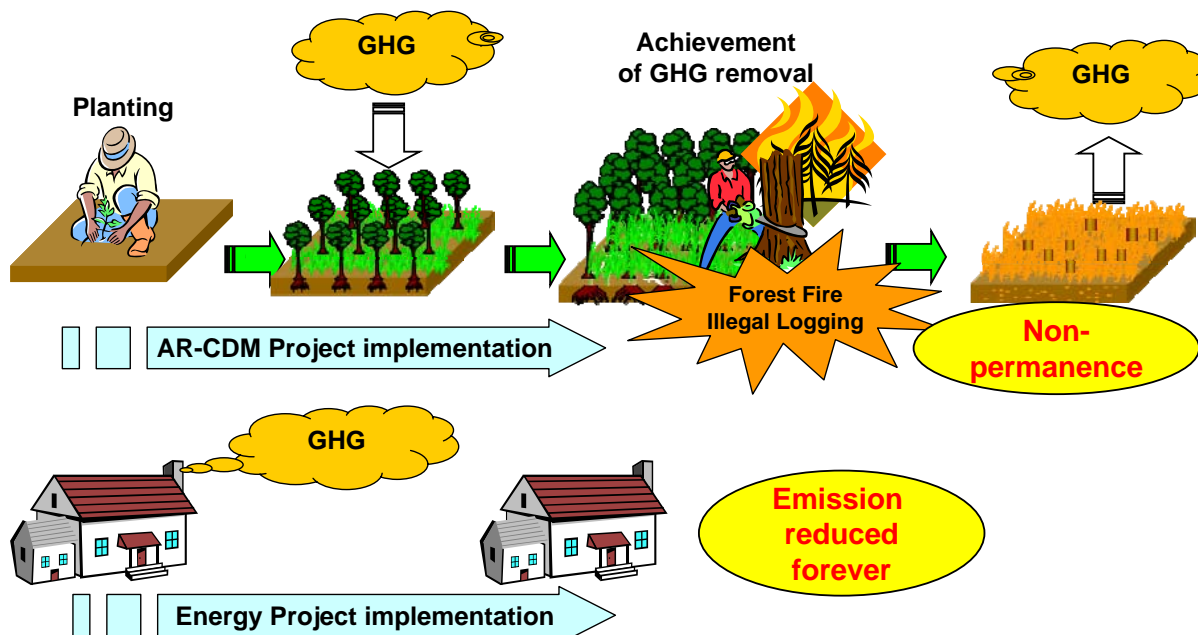 GHG
Planting
Achievement
of GHG removal
GHG
Forest Fire
Illegal Logging
Non-
permanence
AR-CDM Project implementation
GHG
Emission
reduced
forever
Energy Project implementation